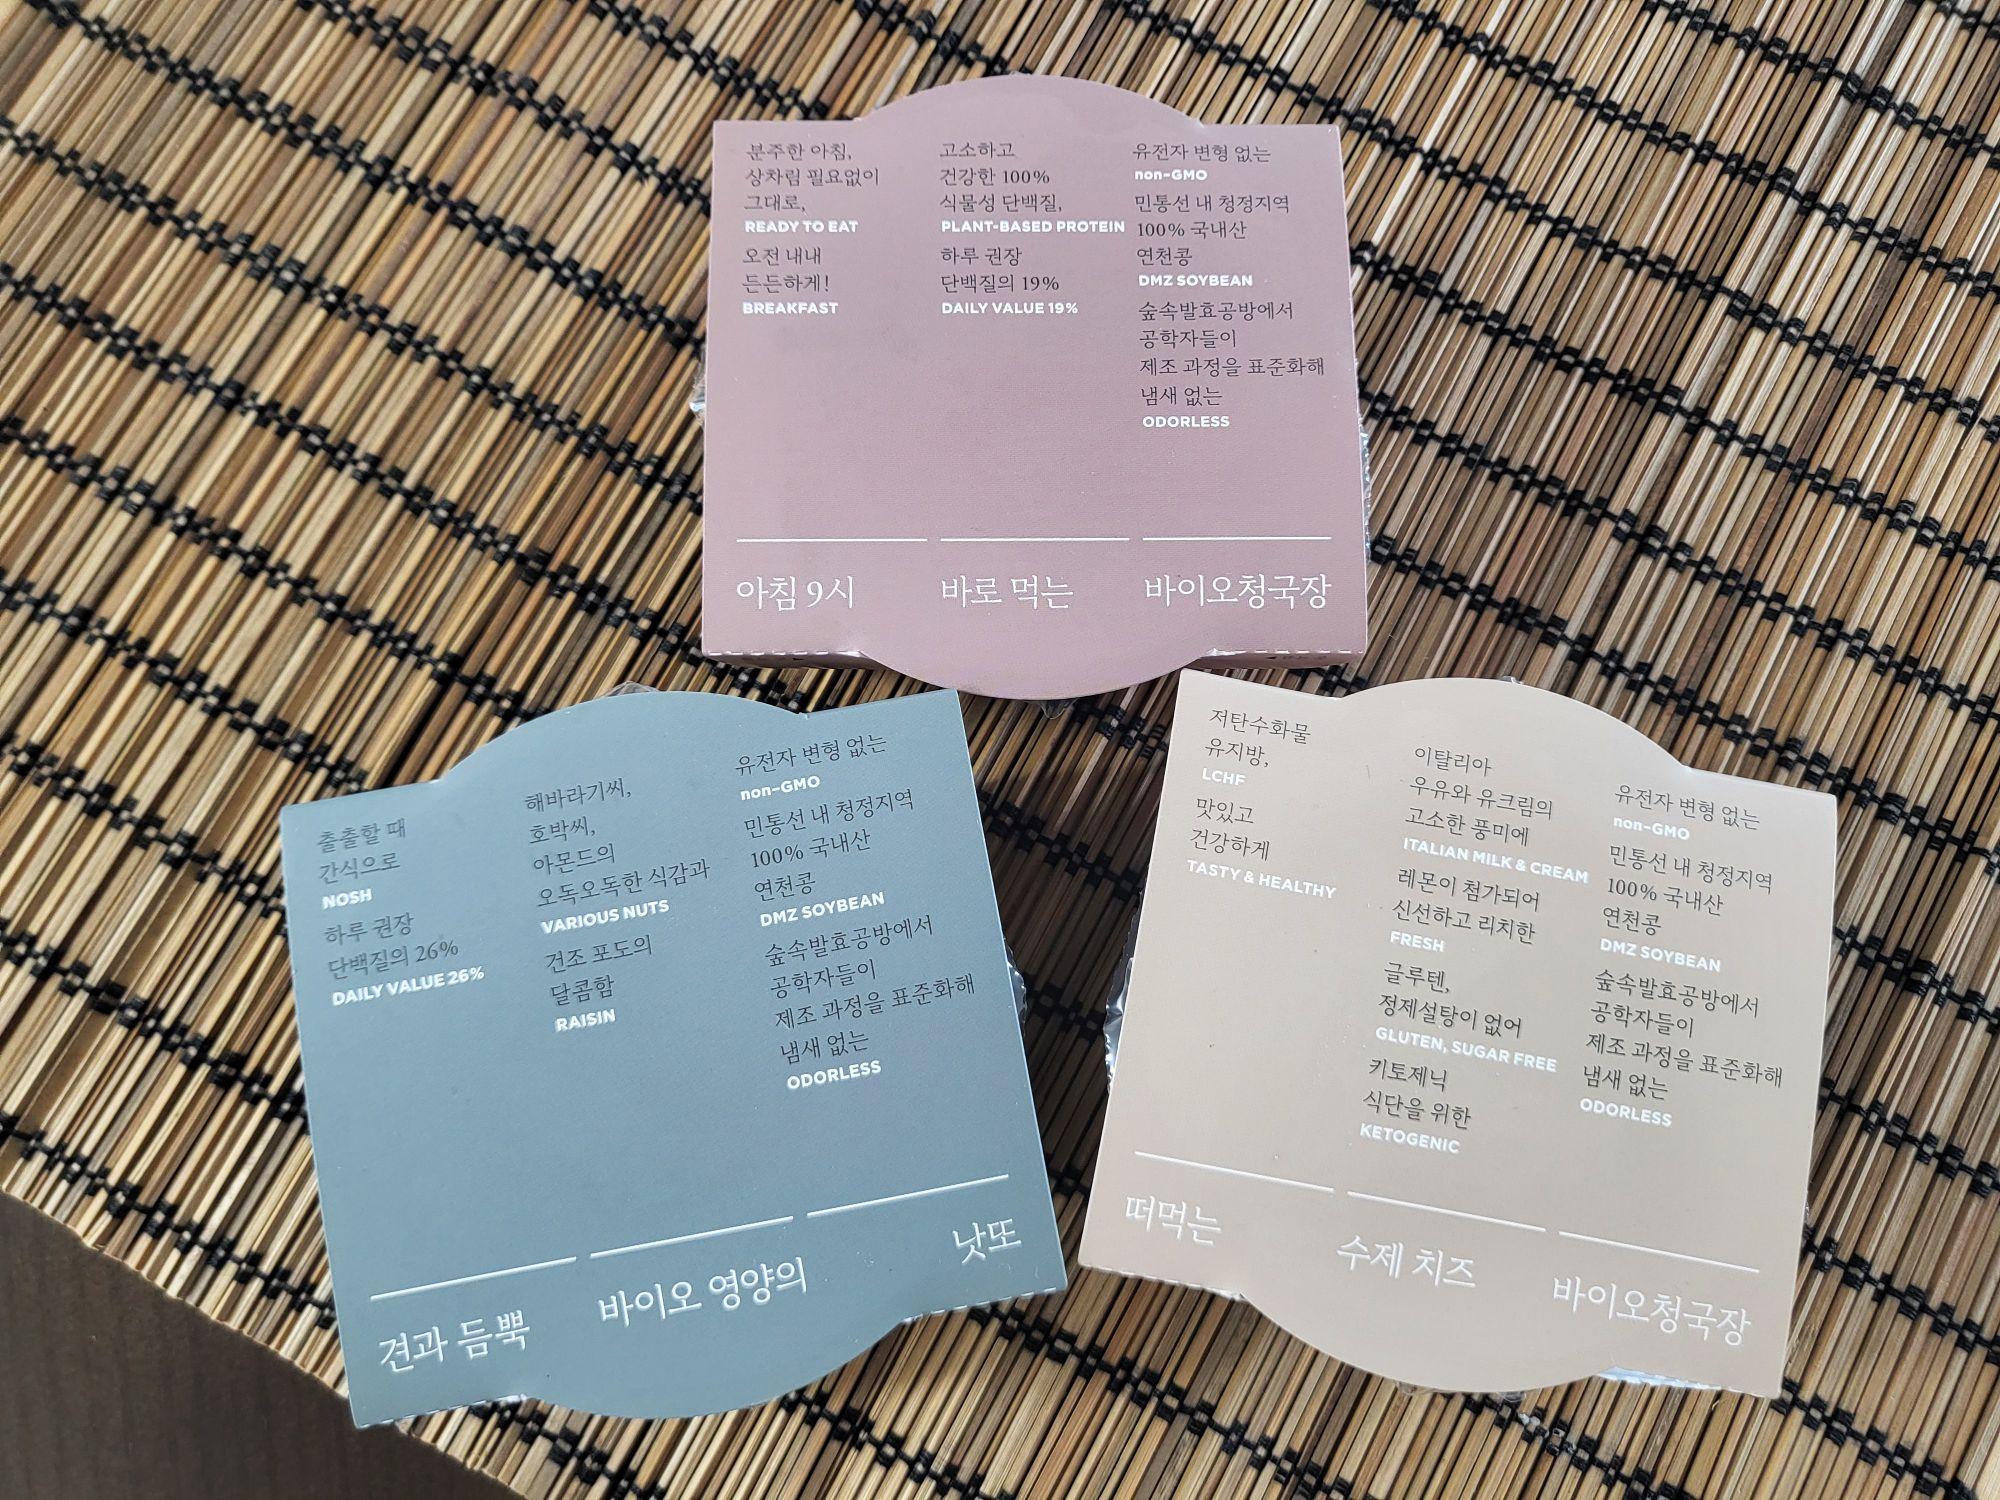 분주한 아침,
상차림 필요없이
그대로,
READY TO EAT
오전 내내
든든하게!
BREAKFAST
고소하고
건강한 100%
식물성 단백질,
PLANT-BASED PROTEIN
하루 권장
단백질의 19%
DAILY VALUE 19%
유전자 변형 없는
non-GMO
민통선 내 청정지역
100% 국내산
연천콩
DMZ SOYBEAN
숲속발효공방에서
공학자들이
제조 과정을 표준화해
냄새 없는
ODORLESS
아침 9시
바로 먹는
바이오청국장
출출할 때
간식으로
NOSH
하루 권장
단백질의 26%
DAILY VALUE 26%
해바라기씨,
호박씨,
아몬드의
오독오독한 식감과
VARIOUS NUTS
건조 포도의
달콤함
RAISIN
유전자 변형 없는
non-GMO
민통선 내 청정지역
100% 국내산
연천콩
DMZ SOYBEAN
숲속발효공방에서
공학자들이
제조 과정을 표준화해
냄새 없는
ODORLESS
견과 듬뿍
바이오 영양의
낫또
저탄수화물
유지방,
LCHF
맛있고
건강하게
TASTY & HEALTHY
이탈리아
우유와 유크림의
고소한 풍미에
ITALIAN MILK & CREAM
레몬이 첨가되어
신선하고 리치한
FRESH
글루텐,
정제설탕이 없어
GLUTEN, SUGAR FREE
키토제닉
식단을 위한
KETOGENIC
유전자 변형 없는
non-GMO
민통선 내 청정지역
100% 국내산
연천콩
DMZ SOYBEAN
숲속발효공방에서
공학자들이
제조 과정을 표준화해
냄새 없는
ODORLESS
떠먹는
수제 치즈
바이오청국장